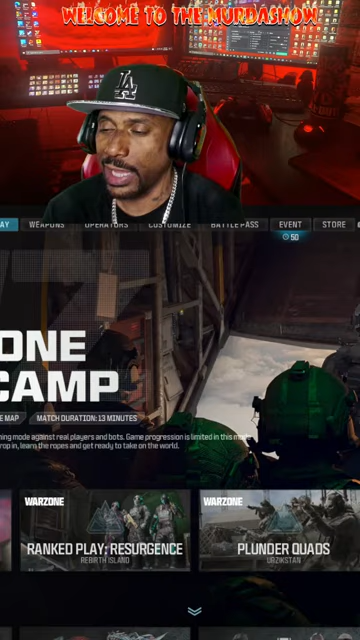 WELCOME TO THE MURDASHOW
LA
AY WEAPONS OPERATORS CUSTOMIZE BATTLE PASS EVENT STORE
50
ONE
CAMP
E MAP MATCH DURATION: 13 MINUTES
ning mode against real players and bots. Game progression is limited in this mode
rop in, learn the ropes and get ready to take on the world.
WARZONE WARZONE
RANKED PLAY: RESURGENCE PLUNDER QUADS
REBIRTH ISLAND URZIKSTAN